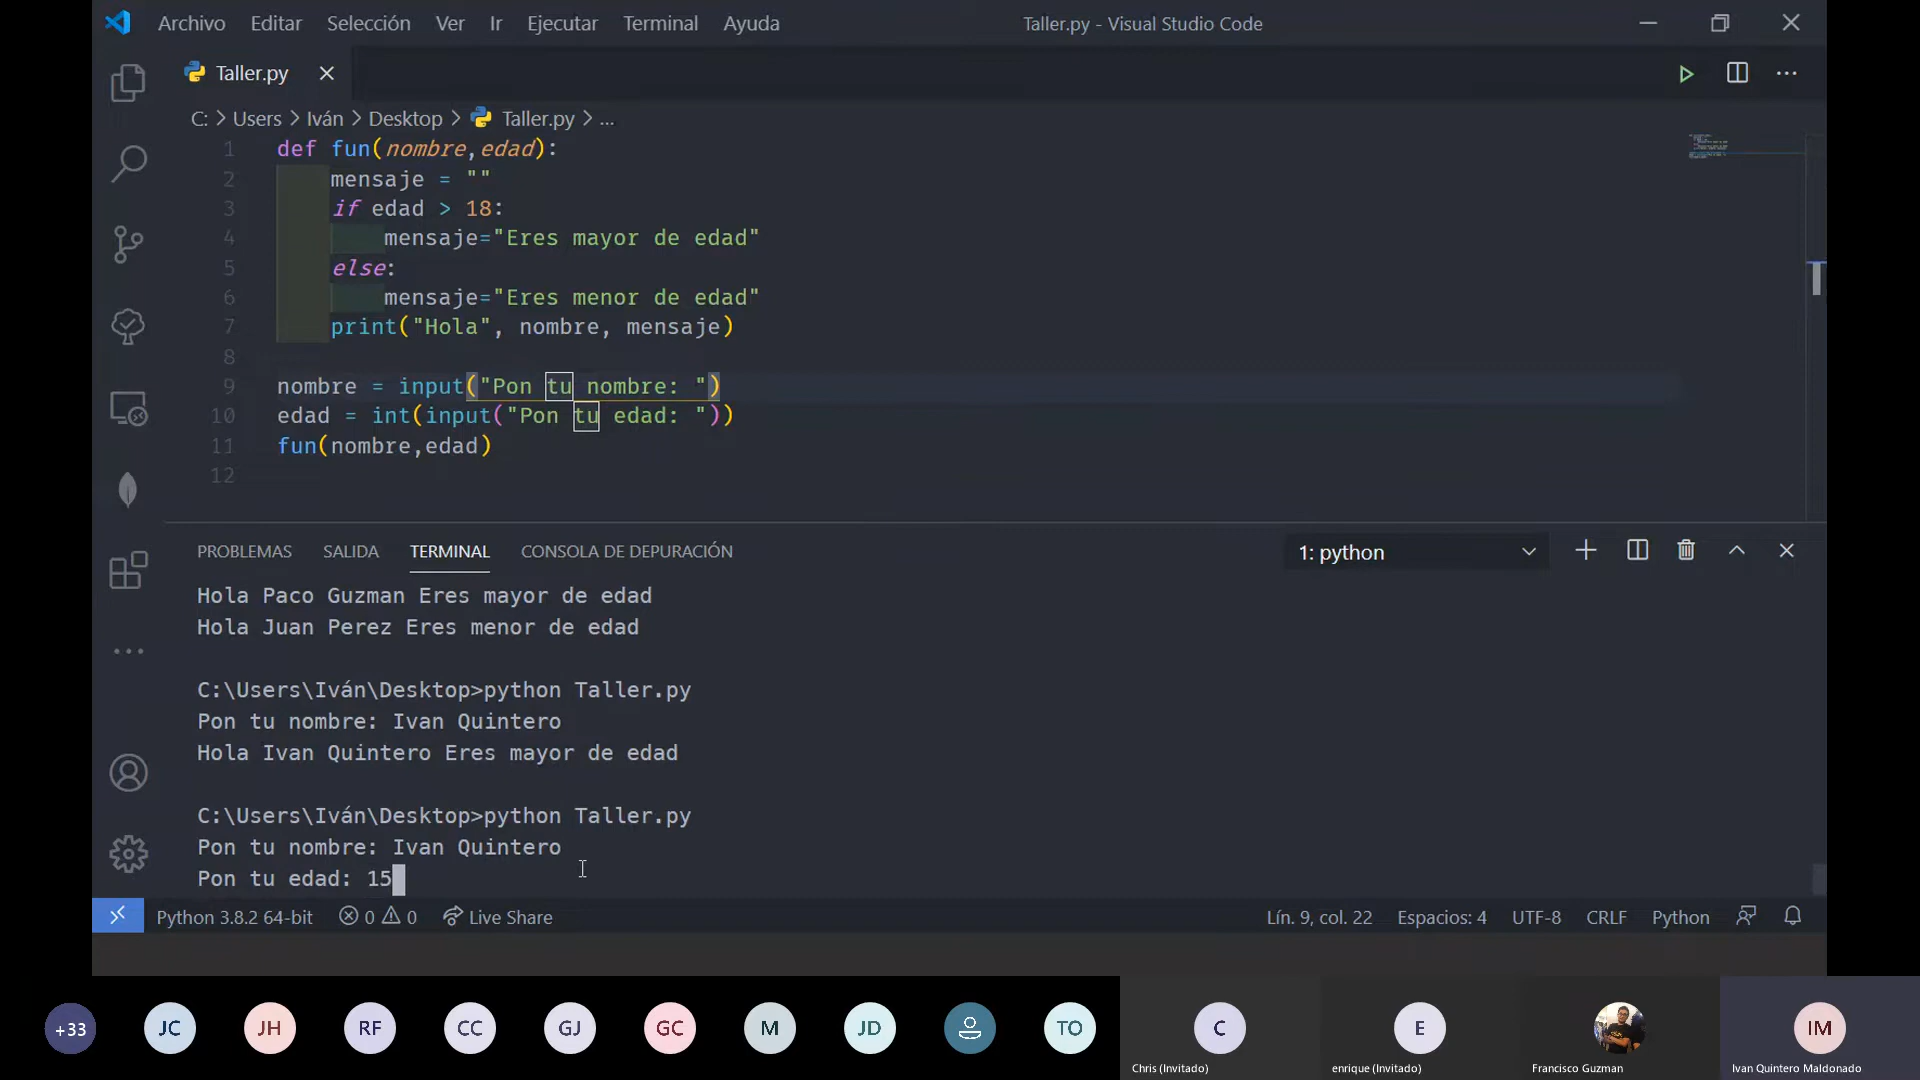 Archivo Editar Selección Ver Ir Ejecutar Terminal Ayuda Taller.py - Visual Studio Code
Taller.py
C: > Users > Iván > Desktop > Taller.py > ...
1 def fun(nombre,edad):
2 mensaje = ""
3 if edad > 18:
4 mensaje="Eres mayor de edad"
5 else:
6 mensaje="Eres menor de edad"
7 print("Hola", nombre, mensaje)
8
9 nombre = input("Pon tu nombre: ")
10 edad = int(input("Pon tu edad: "))
11 fun(nombre,edad)
12
PROBLEMAS SALIDA TERMINAL CONSOLA DE DEPURACIÓN 1: python
Hola Paco Guzman Eres mayor de edad
Hola Juan Perez Eres menor de edad
C:\Users\Iván\Desktop>python Taller.py
Pon tu nombre: Ivan Quintero
Hola Ivan Quintero Eres mayor de edad
C:\Users\Iván\Desktop>python Taller.py
Pon tu nombre: Ivan Quintero
Pon tu edad: 15
Python 3.8.2 64-bit 0 0 Live Share Lín. 9, col. 22 Espacios: 4 UTF-8 CRLF Python
+33 JC JH RF CC GJ GC M JD TO C E IM
Chris (Invitado) enrique (Invitado) Francisco Guzman Ivan Quintero Maldonado